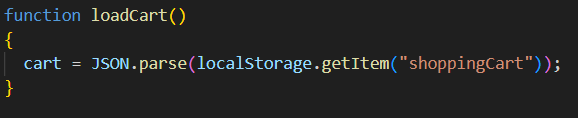 function loadCart()
{
  cart = JSON.parse(localStorage.getItem("shoppingCart"));
}